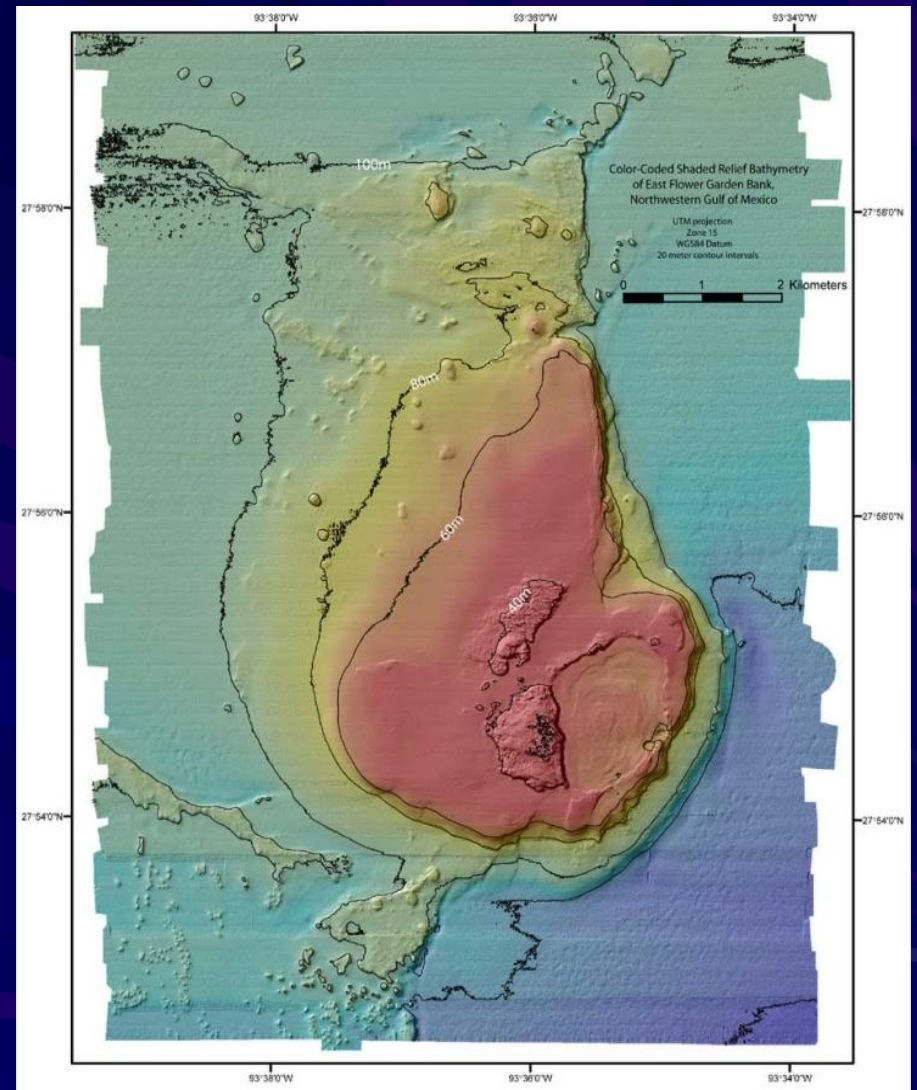 93°38'0"W
93°36'0"W
93°34'0"W
100m
Color-Coded Shaded Relief Bathymetry
of East Flower Garden Bank,
Northwestern Gulf of Mexico
27°58'0"N
27°58'0"N
UTM projection
Zone 15
WGS84 Datum
20 meter contour intervals
0 1 2 Kilometers
80m
60m
27°56'0"N
27°56'0"N
40m
27°54'0"N
27°54'0"N
93°38'0"W
93°36'0"W
93°34'0"W